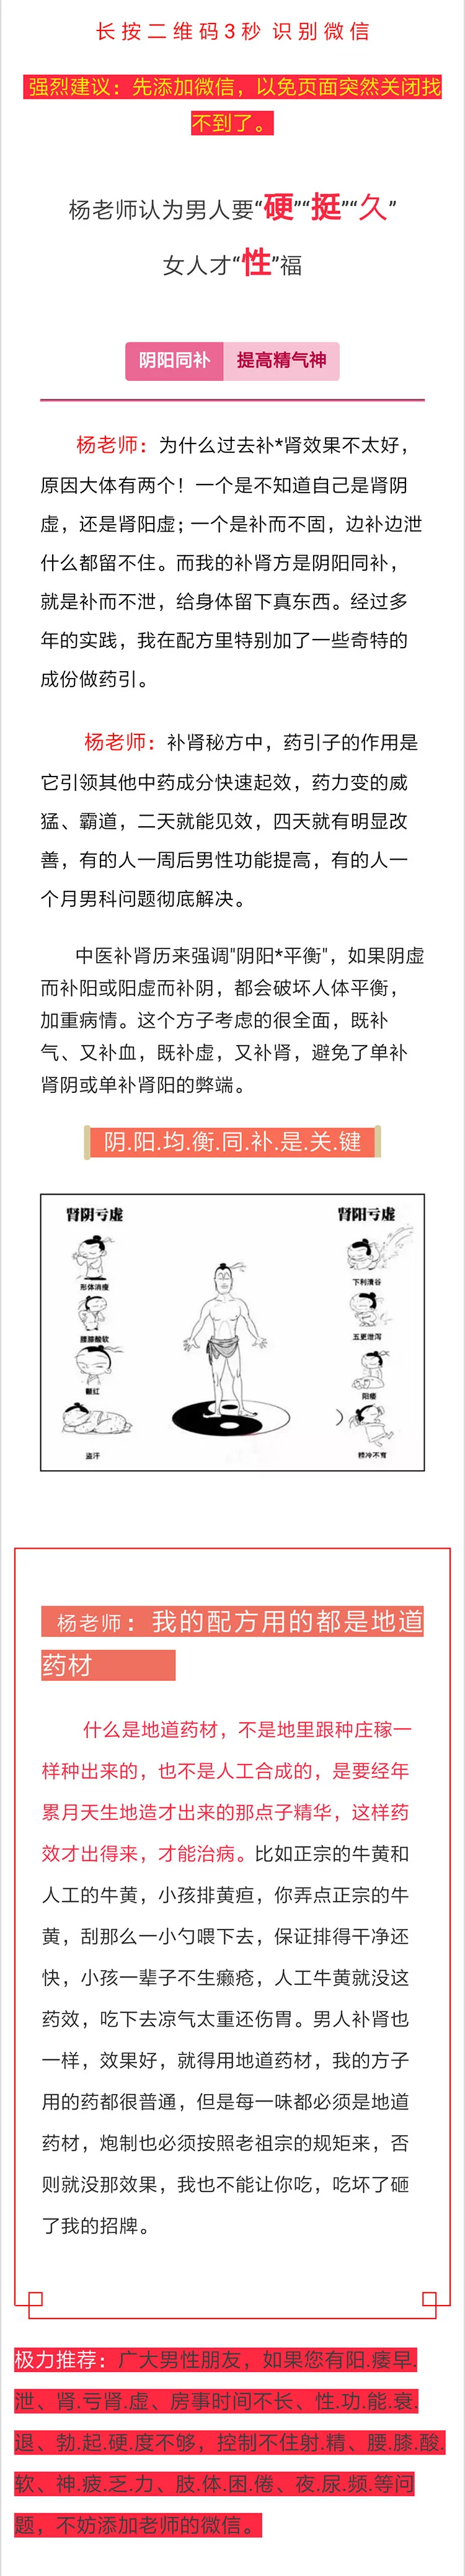 长按二维码3秒 识别微信
强烈建议：先添加微信，以免页面突然关闭找
不到了。
杨老师认为男人要“硬”“挺”“久”
女人才“性”福
阴阳同补 提高精气神
杨老师：为什么过去补*肾效果不太好，
原因大体有两个！一个是不知道自己是肾阴
虚，还是肾阳虚；一个是补而不固，边补边泄
什么都留不住。而我的补肾方是阴阳同补，
就是补而不泄，给身体留下真东西。经过多
年的实践，我在配方里特别加了一些奇特的
成份做药引。
杨老师：补肾秘方中，药引子的作用是
它引领其他中药成分快速起效，药力变的威
猛、霸道，二天就能见效，四天就有明显改
善，有的人一周后男性功能提高，有的人一
个月男科问题彻底解决。
中医补肾历来强调"阴阳*平衡"，如果阴虚
而补阳或阳虚而补阴，都会破坏人体平衡，
加重病情。这个方子考虑的很全面，既补
气、又补血，既补虚，又补肾，避免了单补
肾阴或单补肾阳的弊端。
阴.阳.均.衡.同.补.是.关.键
肾阴亏虚
肾阳亏虚
形体消瘦
下利清谷
腰膝酸软
五更泄泻
颧红
阳痿
盗汗
肢冷不育
杨老师：我的配方用的都是地道
药材
什么是地道药材，不是地里跟种庄稼一
样种出来的，也不是人工合成的，是要经年
累月天生地造才出来的那点子精华，这样药
效才出得来，才能治病。比如正宗的牛黄和
人工的牛黄，小孩排黄疸，你弄点正宗的牛
黄，刮那么一小勺喂下去，保证排得干净还
快，小孩一辈子不生癞疮，人工牛黄就没这
药效，吃下去凉气太重还伤胃。男人补肾也
一样，效果好，就得用地道药材，我的方子
用的药都很普通，但是每一味都必须是地道
药材，炮制也必须按照老祖宗的规矩来，否
则就没那效果，我也不能让你吃，吃坏了砸
了我的招牌。
极力推荐：广大男性朋友，如果您有阳.痿早.
泄、肾.亏肾.虚、房事时间不长、性.功.能.衰.
退、勃.起.硬.度不够，控制不住射.精、腰.膝.酸.
软、神.疲.乏.力、肢.体.困.倦、夜.尿.频.等问
题，不妨添加老师的微信。